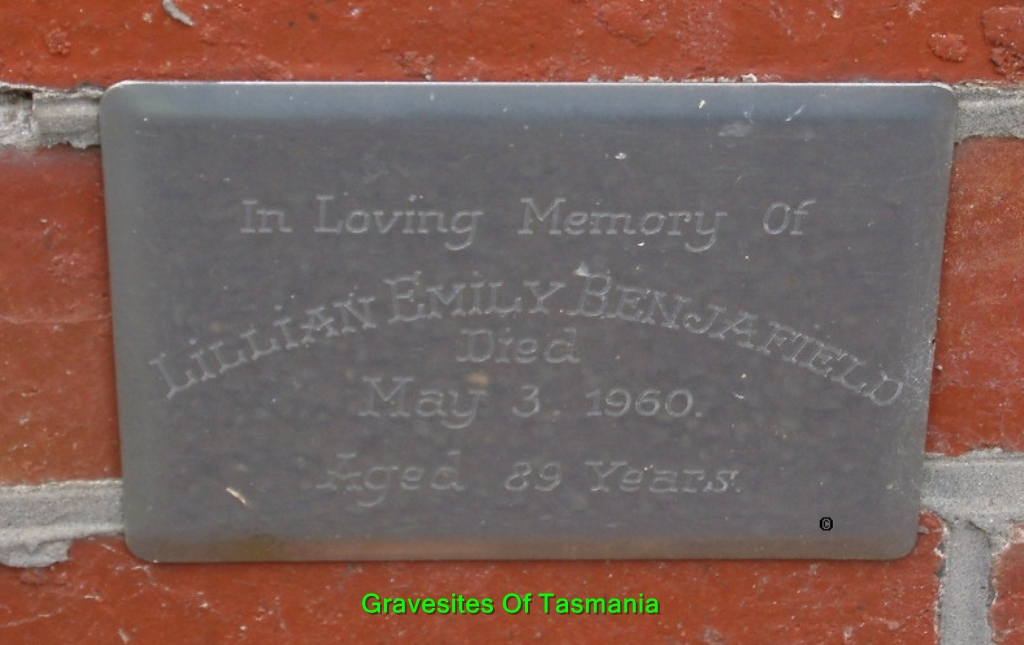 In Loving Memory Of
LiLLiAN EMILY BENJAFIELD
Died
May 3. 1960.
Aged 89 Years.
©
Gravesites Of Tasmania